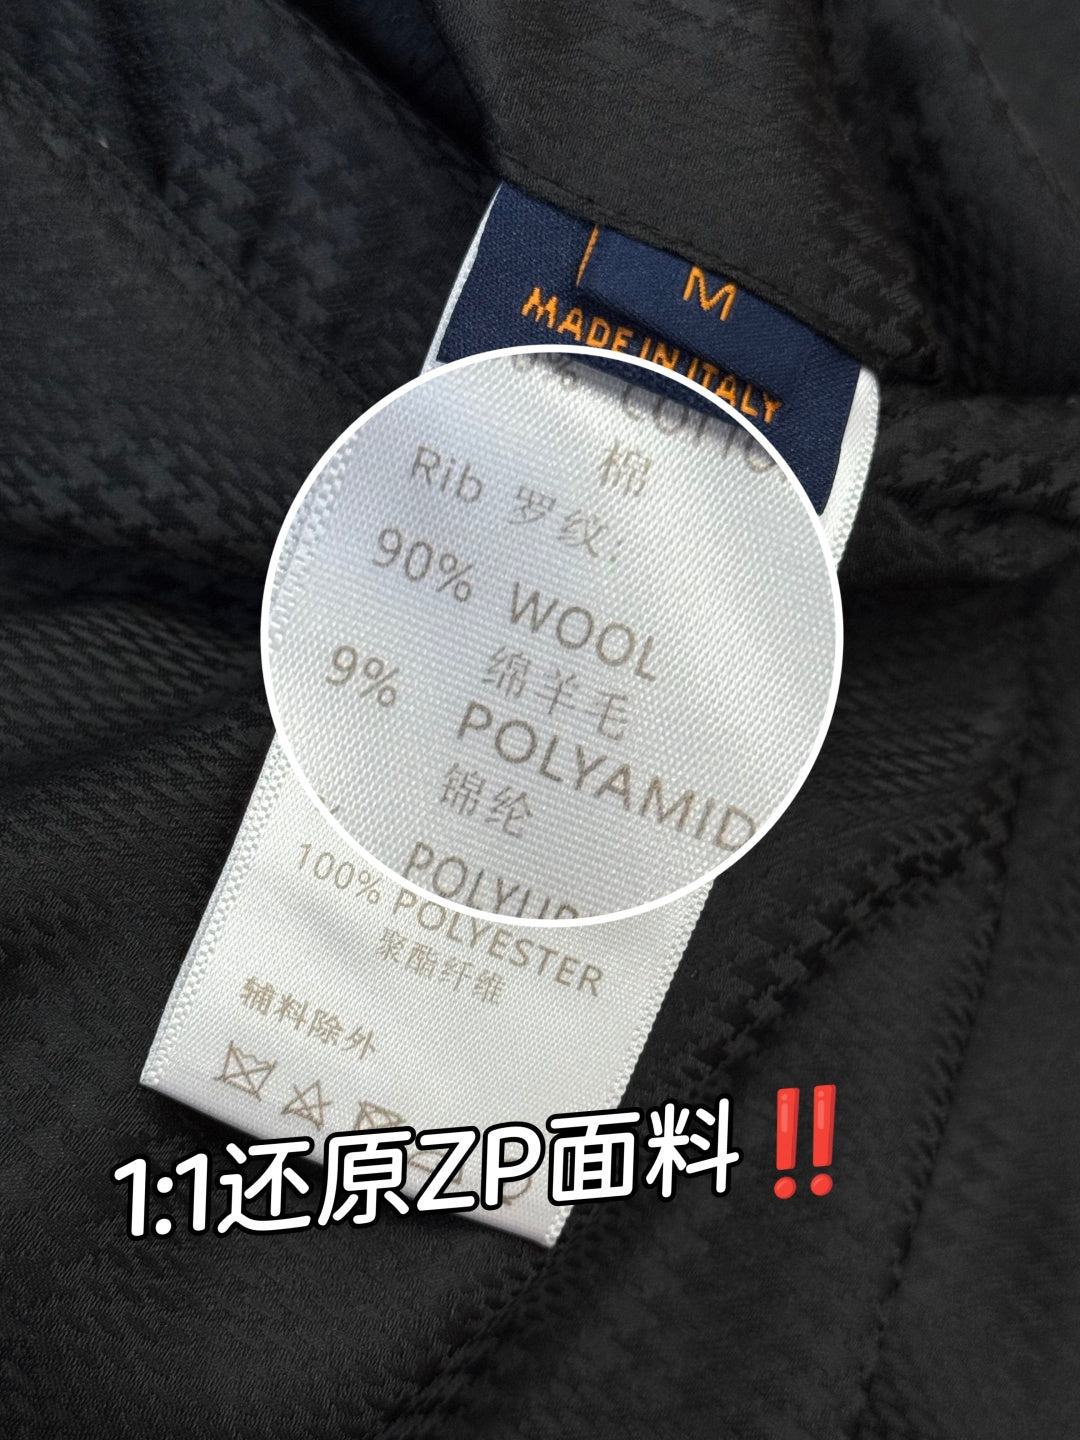 M
MADE IN ITALY
棉
Rib 罗纹:
90% WOOL
绵羊毛
9% POLYAMID
锦纶
100% POLYESTER
聚酯纤维
辅料除外
1:1还原ZP面料‼️